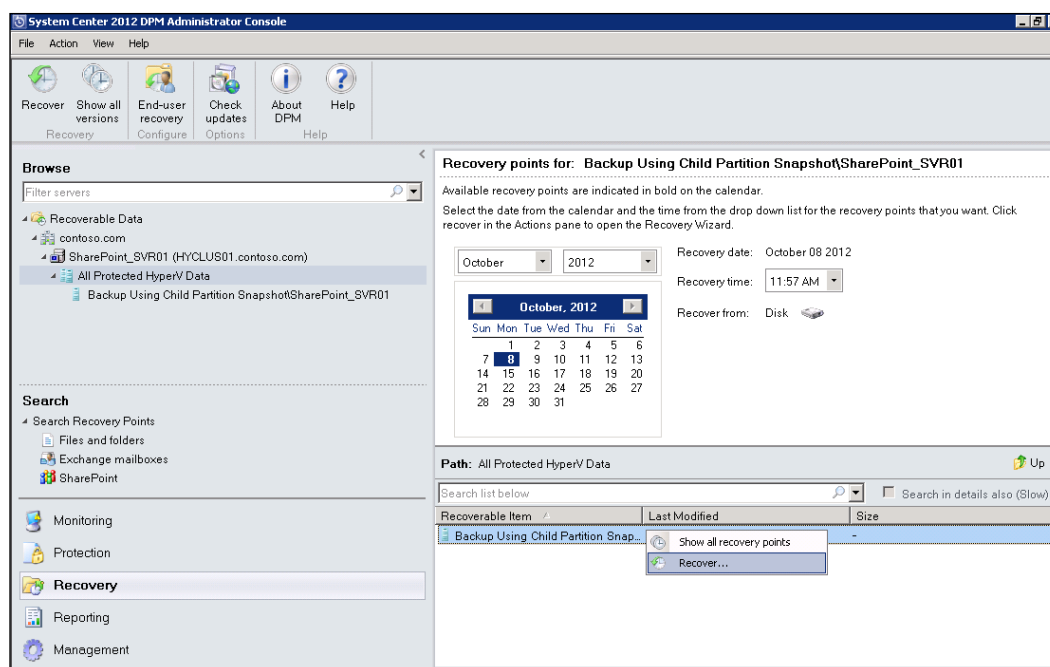 System Center 2012 DPM Administrator Console
File Action View Help
Recover Show all versions End-user recovery Check updates About DPM Help
Recovery Configure Options Help
Browse
Filter servers
Recoverable Data
contoso.com
SharePoint_SVR01 (HYCLUS01.contoso.com)
All Protected HyperV Data
Backup Using Child Partition Snapshot\SharePoint_SVR01
Search
Search Recovery Points
Files and folders
Exchange mailboxes
SharePoint
Monitoring
Protection
Recovery
Reporting
Management
Recovery points for: Backup Using Child Partition Snapshot\SharePoint_SVR01
Available recovery points are indicated in bold on the calendar.
Select the date from the calendar and the time from the drop down list for the recovery points that you want. Click
recover in the Actions pane to open the Recovery Wizard.
October 2012
October, 2012
Sun Mon Tue Wed Thu Fri Sat
1 2 3 4 5 6
7 8 9 10 11 12 13
14 15 16 17 18 19 20
21 22 23 24 25 26 27
28 29 30 31
Recovery date: October 08 2012
Recovery time: 11:57 AM
Recover from: Disk
Path: All Protected HyperV Data
Up
Search list below
Search in details also (Slow)
Recoverable Item Last Modified Size
Backup Using Child Partition Snap... -
Show all recovery points
Recover...